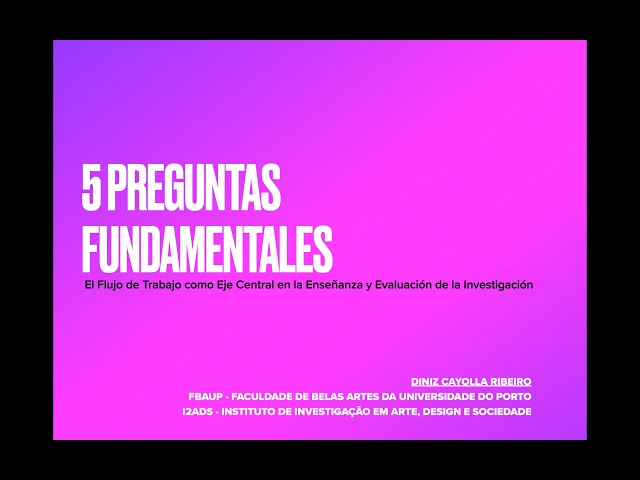 5 PREGUNTAS
FUNDAMENTALES
El Flujo de Trabajo como Eje Central en la Enseñanza y Evaluación de la Investigación
DINIZ CAYOLLA RIBEIRO
FBAUP - FACULDADE DE BELAS ARTES DA UNIVERSIDADE DO PORTO
I2ADS - INSTITUTO DE INVESTIGAÇÃO EM ARTE, DESIGN E SOCIEDADE